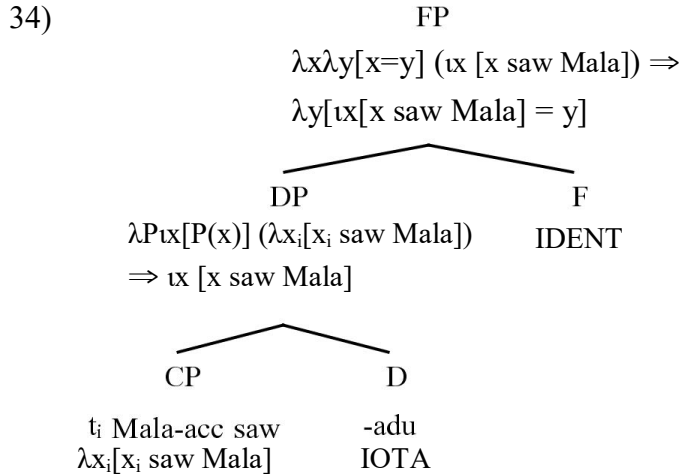 34)
FP
λxλy[x=y] (ιx [x saw Mala]) ⇒
λy[ιx[x saw Mala] = y]
DP F
λPιx[P(x)] (λxᵢ[xᵢ saw Mala]) IDENT
⇒ ιx [x saw Mala]
CP D
tᵢ Mala-acc saw -adu
λxᵢ[xᵢ saw Mala] IOTA